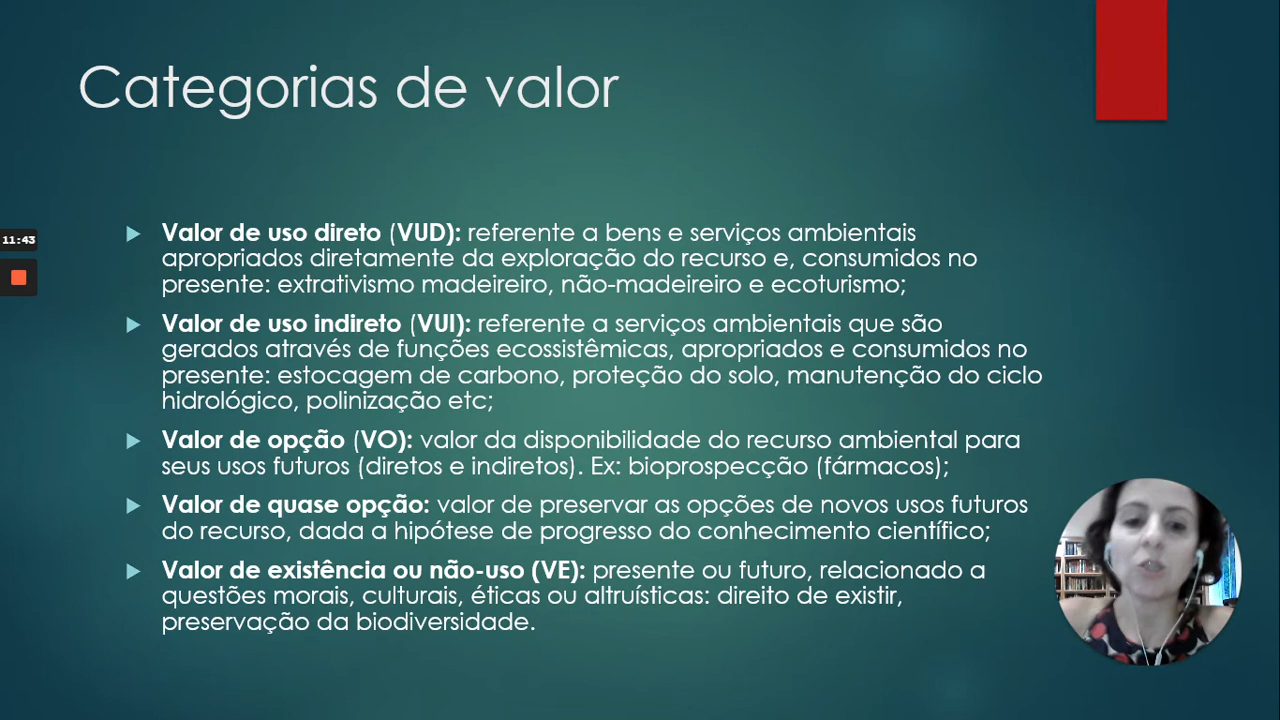 Categorias de valor
11:43
Valor de uso direto (VUD): referente a bens e serviços ambientais
apropriados diretamente da exploração do recurso e, consumidos no
presente: extrativismo madeireiro, não-madeireiro e ecoturismo;
Valor de uso indireto (VUI): referente a serviços ambientais que são
gerados através de funções ecossistêmicas, apropriados e consumidos no
presente: estocagem de carbono, proteção do solo, manutenção do ciclo
hidrológico, polinização etc;
Valor de opção (VO): valor da disponibilidade do recurso ambiental para
seus usos futuros (diretos e indiretos). Ex: bioprospecção (fármacos);
Valor de quase opção: valor de preservar as opções de novos usos futuros
do recurso, dada a hipótese de progresso do conhecimento científico;
Valor de existência ou não-uso (VE): presente ou futuro, relacionado a
questões morais, culturais, éticas ou altruísticas: direito de existir,
preservação da biodiversidade.